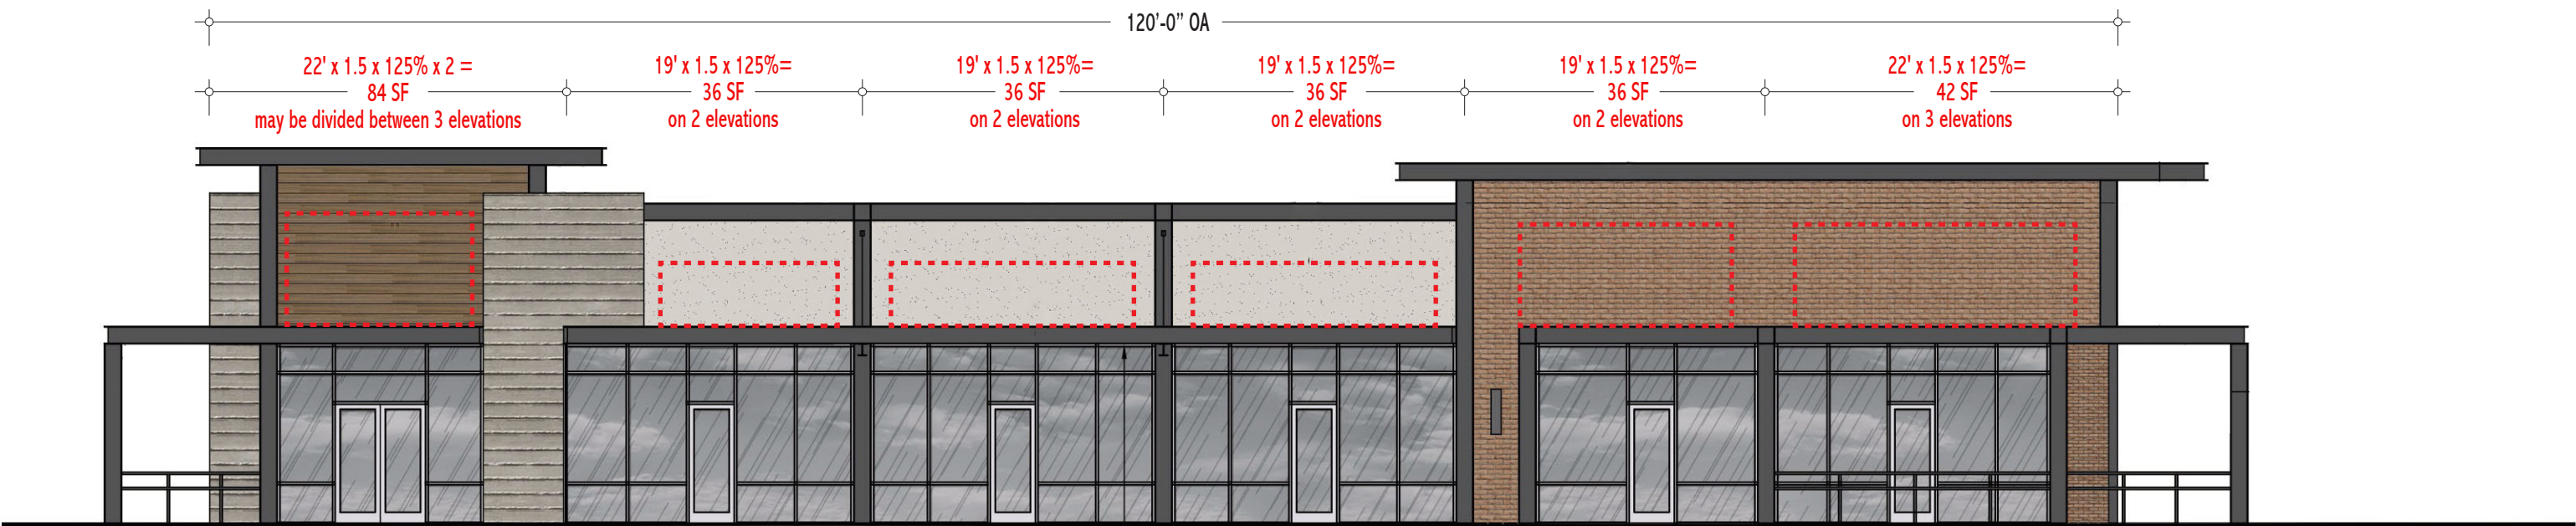 120’-0” OA
22' x 1.5 x 125% x 2 =
84 SF
may be divided between 3 elevations
19' x 1.5 x 125%=
36 SF
on 2 elevations
19' x 1.5 x 125%=
36 SF
on 2 elevations
19' x 1.5 x 125%=
36 SF
on 2 elevations
19' x 1.5 x 125%=
36 SF
on 2 elevations
22' x 1.5 x 125%=
42 SF
on 3 elevations